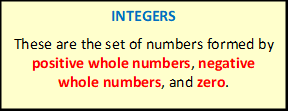 INTEGERS
These are the set of numbers formed by
positive whole numbers, negative
whole numbers, and zero.